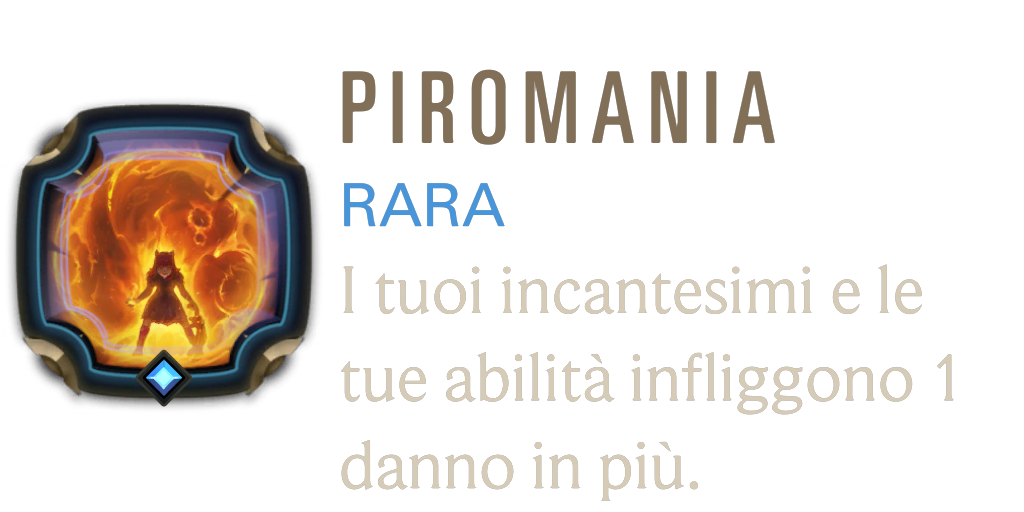 PIROMANIA
RARA
I tuoi incantesimi e le
tue abilità infliggono 1
danno in più.